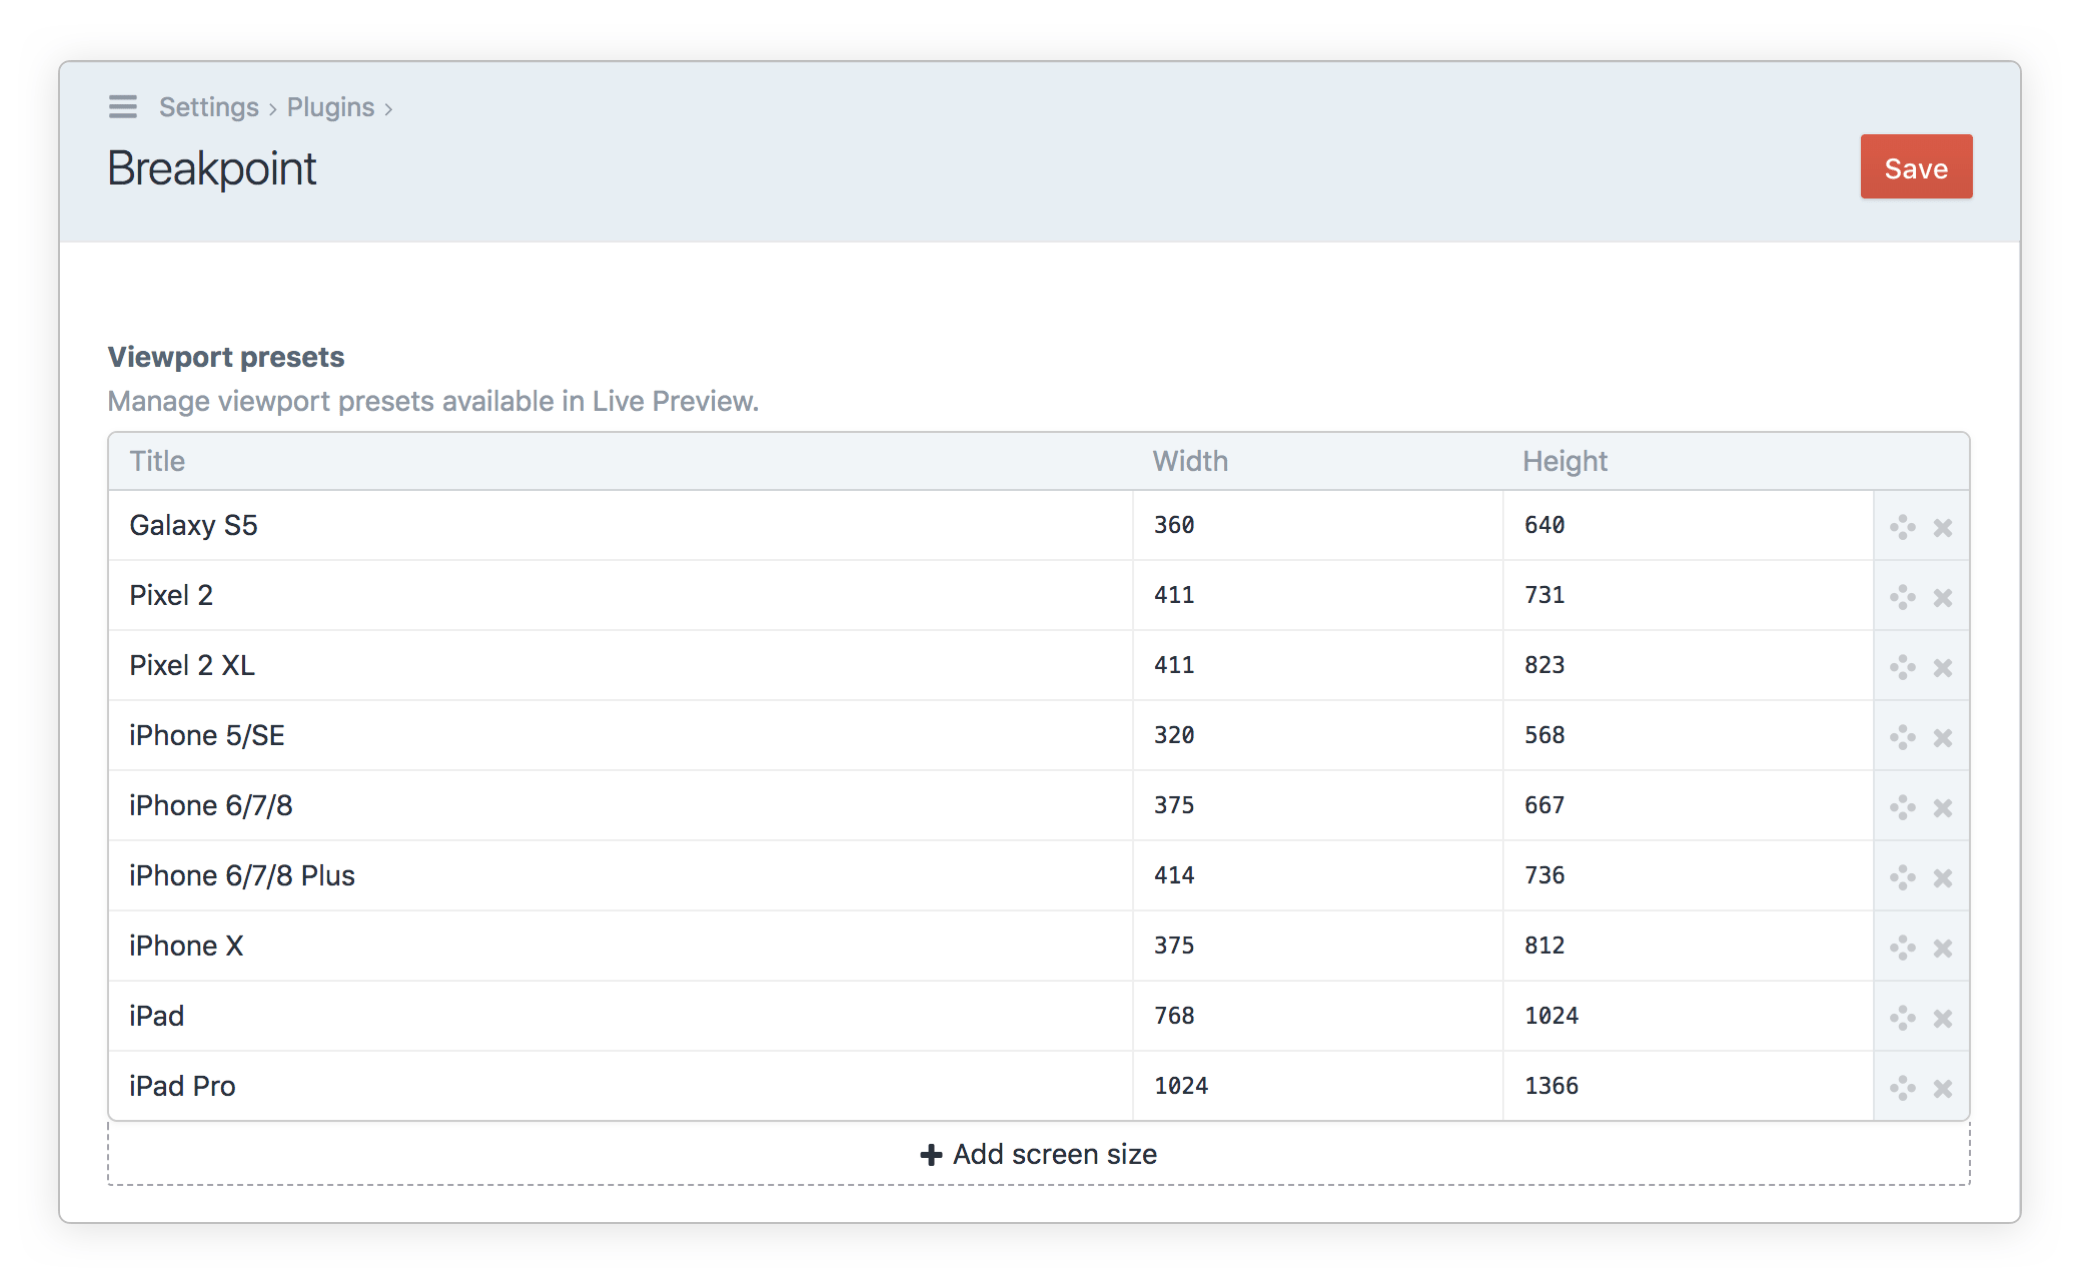 Settings › Plugins ›
Breakpoint
Save
Viewport presets
Manage viewport presets available in Live Preview.
Title Width Height
Galaxy S5 360 640
Pixel 2 411 731
Pixel 2 XL 411 823
iPhone 5/SE 320 568
iPhone 6/7/8 375 667
iPhone 6/7/8 Plus 414 736
iPhone X 375 812
iPad 768 1024
iPad Pro 1024 1366
Add screen size